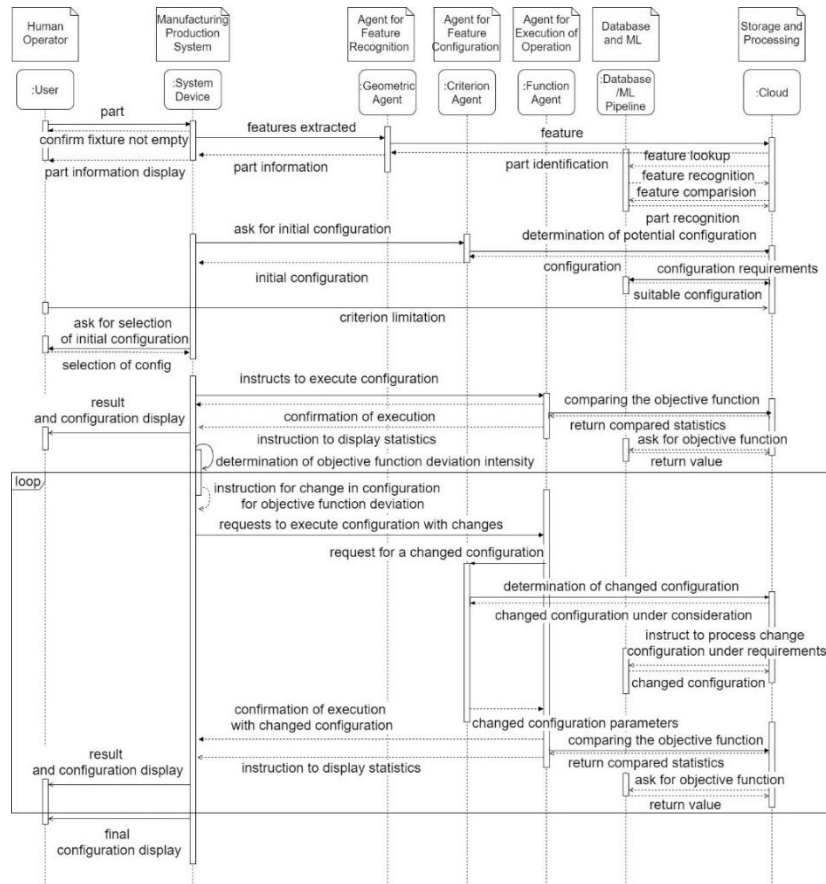 Human
Operator
Manufacturing
Production
System
Agent for
Feature
Recognition
Agent for
Feature
Configuration
Agent for
Execution of
Operation
Database
and ML
Storage and
Processing
:User
:System
Device
:Geometric
Agent
:Criterion
Agent
:Function
Agent
:Database
/ML
Pipeline
:Cloud
part
confirm fixture not empty
features extracted
feature
part information display
part information
part identification
feature lookup
feature recognition
feature comparision
part recognition
ask for initial configuration
determination of potential configuration
initial configuration
configuration
configuration requirements
suitable configuration
criterion limitation
ask for selection
of initial configuration
selection of config
instructs to execute configuration
result
and configuration display
confirmation of execution
comparing the objective function
return compared statistics
instruction to display statistics
ask for objective function
return value
determination of objective function deviation intensity
loop
instruction for change in configuration
for objective function deviation
requests to execute configuration with changes
request for a changed configuration
determination of changed configuration
changed configuration under consideration
instruct to process change
configuration under requirements
changed configuration
confirmation of execution
with changed configuration
changed configuration parameters
result
and configuration display
comparing the objective function
return compared statistics
instruction to display statistics
ask for objective function
return value
final
configuration display